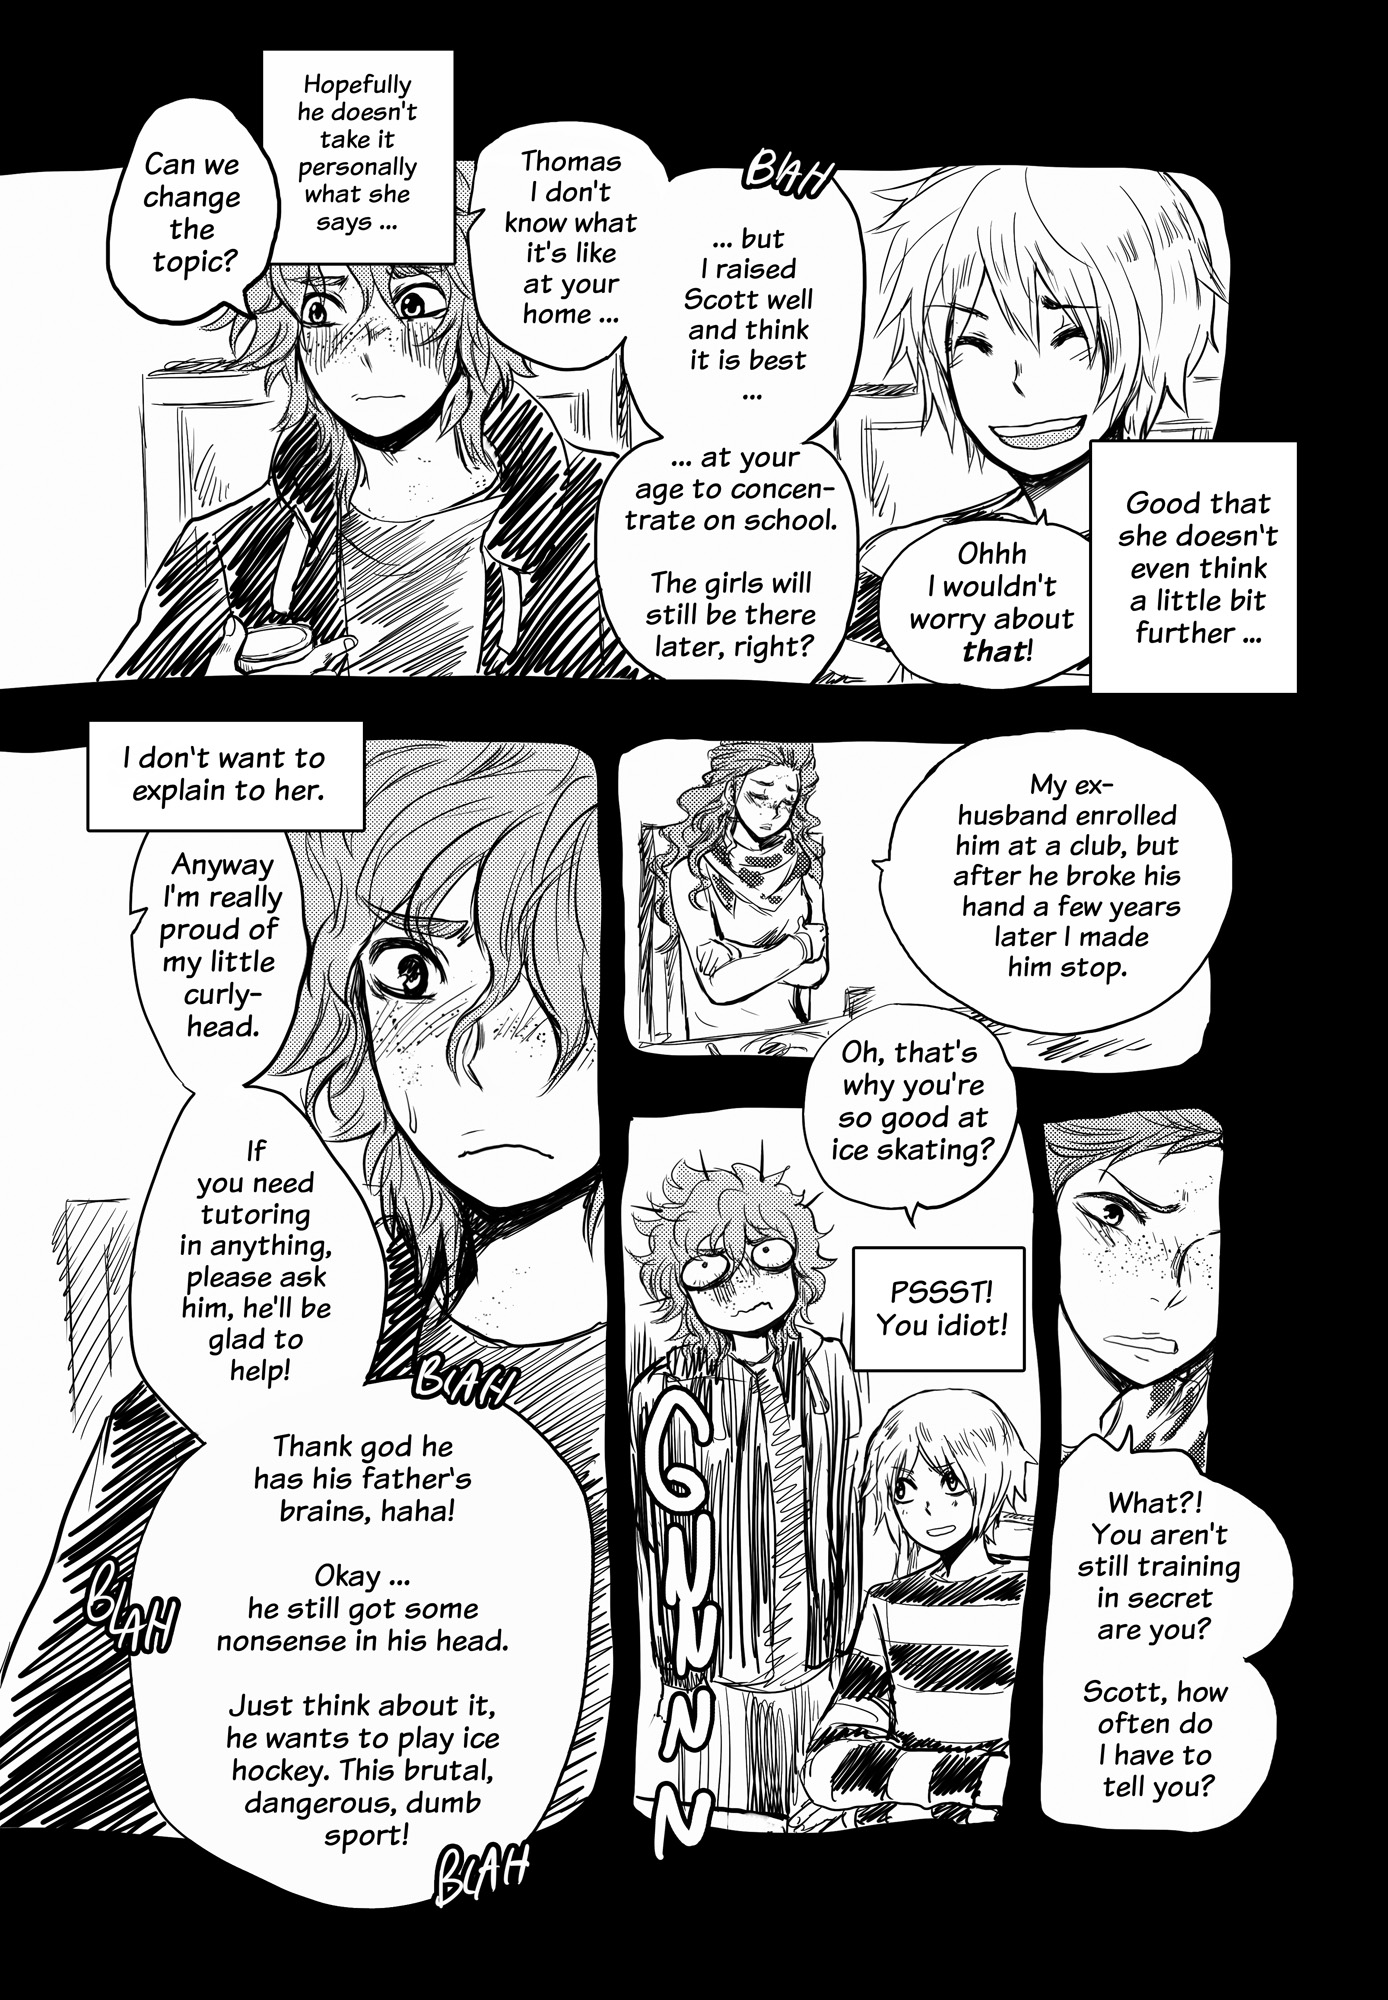 Hopefully
he doesn't
take it
personally
what she
says ...
Can we
change
the
topic?
Thomas
I don't
know what
it's like
at your
home ...
BLAH
... but
I raised
Scott well
and think
it is best
...
... at your
age to concen-
trate on school.
The girls will
still be there
later, right?
Ohhh
I wouldn't
worry about
that!
Good that
she doesn't
even think
a little bit
further ...
I don't want to
explain to her.
Anyway
I'm really
proud of
my little
curly-
head.
If
you need
tutoring
in anything,
please ask
him, he'll be
glad to
help!
BLAH
Thank god he
has his father's
brains, haha!
Okay ...
he still got some
nonsense in his head.
BLAH
Just think about it,
he wants to play ice
hockey. This brutal,
dangerous, dumb
sport!
BLAH
My ex-
husband enrolled
him at a club, but
after he broke his
hand a few years
later I made
him stop.
Oh, that's
why you're
so good at
ice skating?
PSSST!
You idiot!
GNNNN
What?!
You aren't
still training
in secret
are you?
Scott, how
often do
I have to
tell you?